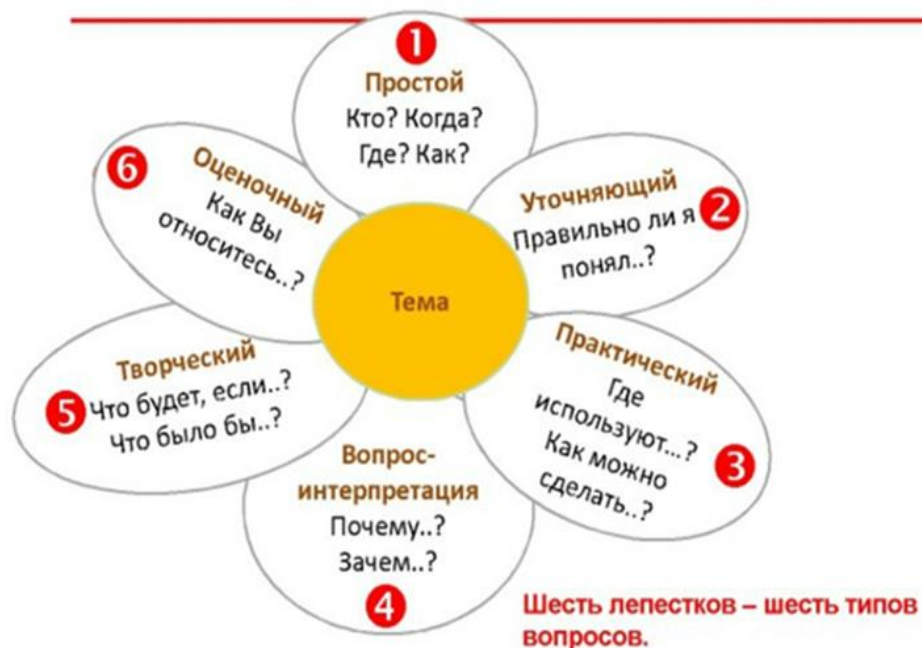 1
Простой
Кто? Когда?
Где? Как?
2
Уточняющий
Правильно ли я
понял..?
3
Практический
Где
используют...?
Как можно
сделать..?
4
Вопрос-
интерпретация
Почему..?
Зачем..?
5
Творческий
Что будет, если..?
Что было бы..?
6
Оценочный
Как Вы
относитесь..?
Тема
Шесть лепестков – шесть типов
вопросов.